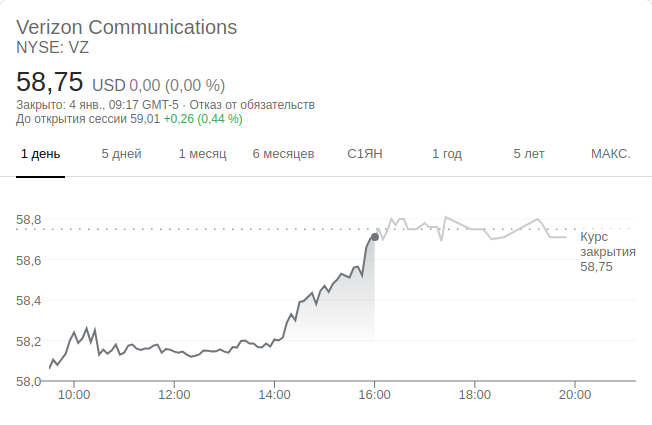 Verizon Communications
NYSE: VZ
58,75 USD 0,00 (0,00 %)
Закрыто: 4 янв., 09:17 GMT-5 · Отказ от обязательств
До открытия сессии 59,01 +0,26 (0,44 %)
1 день 5 дней 1 месяц 6 месяцев С1ЯН 1 год 5 лет МАКС.
58,8
Курс
закрытия
58,75
58,6
58,4
58,2
58,0
10:00 12:00 14:00 16:00 18:00 20:00